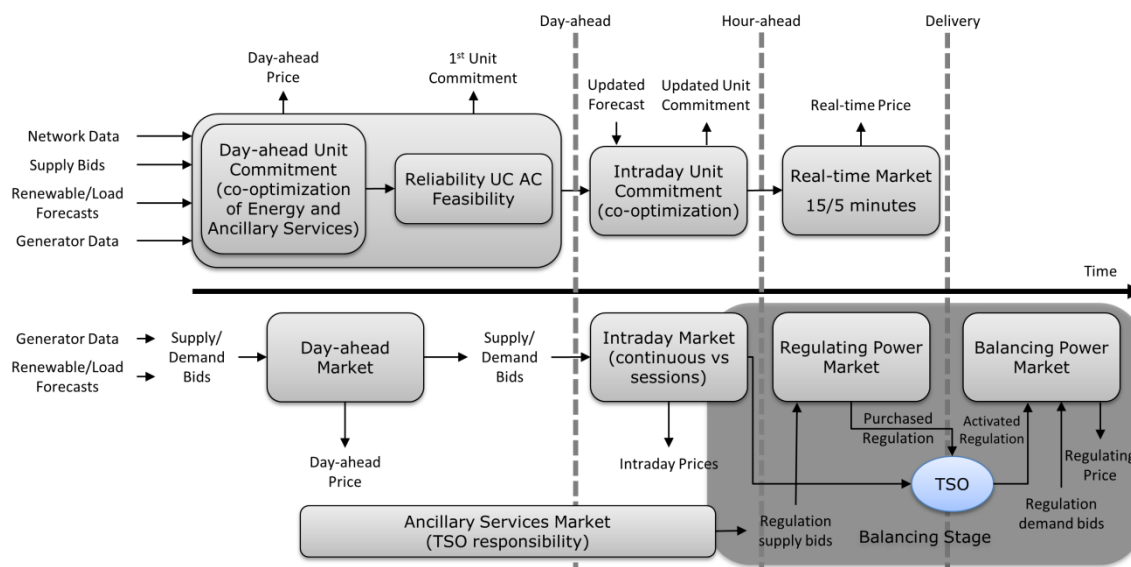 Day-ahead
Hour-ahead
Delivery
Day-ahead
Price
1st Unit
Commitment
Updated
Forecast
Updated Unit
Commitment
Real-time Price
Network Data
Supply Bids
Renewable/Load
Forecasts
Generator Data
Day-ahead Unit
Commitment
(co-optimization
of Energy and
Ancillary Services)
Reliability UC AC
Feasibility
Intraday Unit
Commitment
(co-optimization)
Real-time Market
15/5 minutes
Time
Generator Data
Renewable/Load
Forecasts
Supply/
Demand
Bids
Day-ahead
Market
Supply/
Demand
Bids
Intraday Market
(continuous vs
sessions)
Regulating Power
Market
Balancing Power
Market
Purchased
Regulation
Activated
Regulation
Day-ahead
Price
Intraday Prices
TSO
Regulating
Price
Ancillary Services Market
(TSO responsibility)
Regulation
supply bids
Regulation
demand bids
Balancing Stage